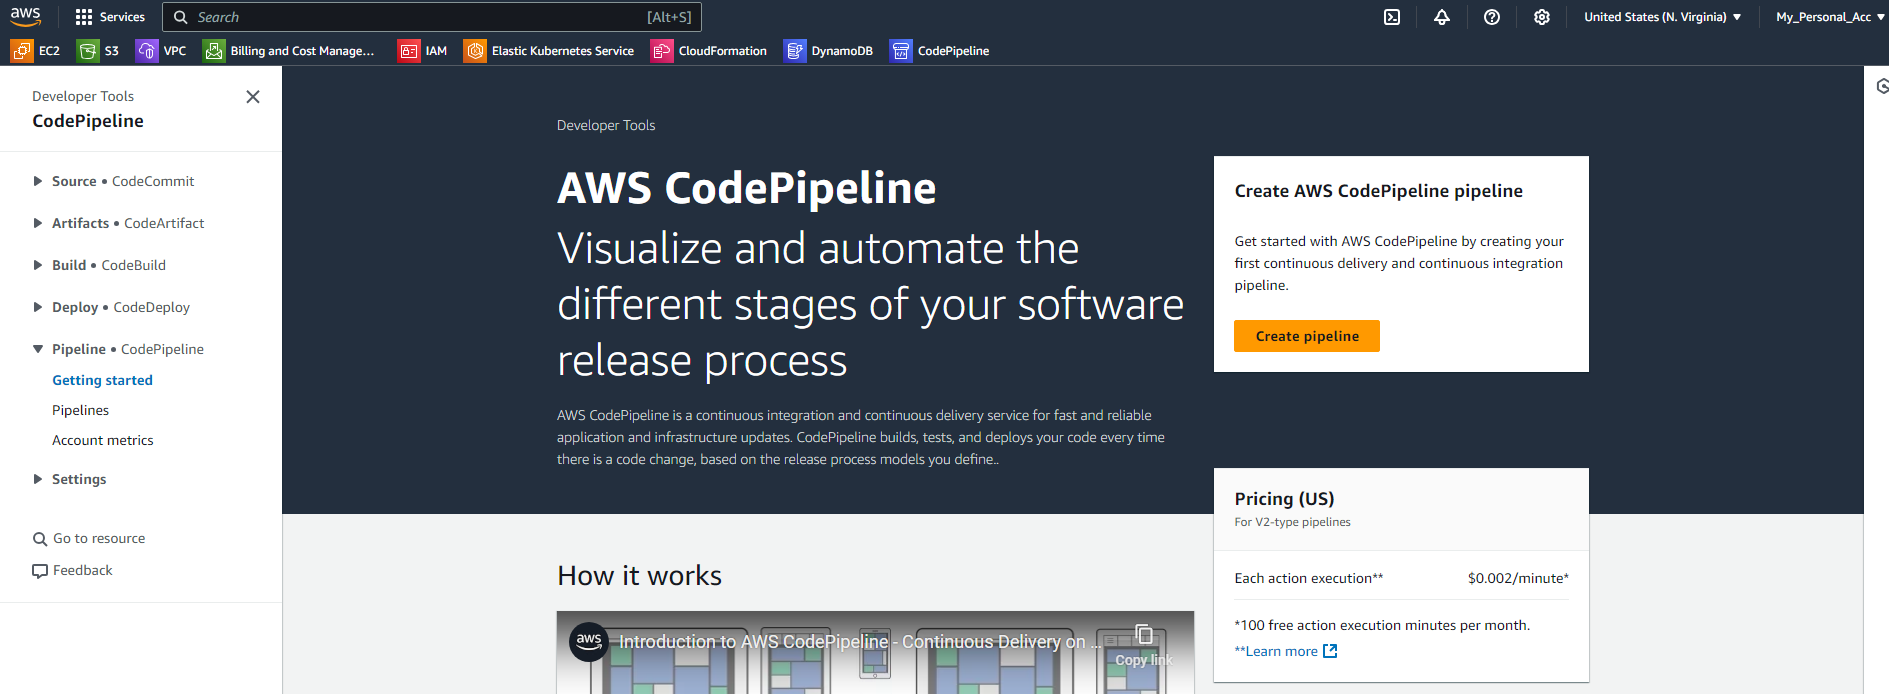 aws
Services
Search
[Alt+S]
United States (N. Virginia)
My_Personal_Acc
EC2
S3
VPC
Billing and Cost Manage...
IAM
Elastic Kubernetes Service
CloudFormation
DynamoDB
CodePipeline
Developer Tools
CodePipeline
Source • CodeCommit
Artifacts • CodeArtifact
Build • CodeBuild
Deploy • CodeDeploy
Pipeline • CodePipeline
Getting started
Pipelines
Account metrics
Settings
Go to resource
Feedback
Developer Tools
AWS CodePipeline
Visualize and automate the
different stages of your software
release process
AWS CodePipeline is a continuous integration and continuous delivery service for fast and reliable
application and infrastructure updates. CodePipeline builds, tests, and deploys your code every time
there is a code change, based on the release process models you define..
Create AWS CodePipeline pipeline
Get started with AWS CodePipeline by creating your
first continuous delivery and continuous integration
pipeline.
Create pipeline
Pricing (US)
For V2-type pipelines
Each action execution** $0.002/minute*
*100 free action execution minutes per month.
**Learn more
How it works
aws
Introduction to AWS CodePipeline - Continuous Delivery on ...
Copy link